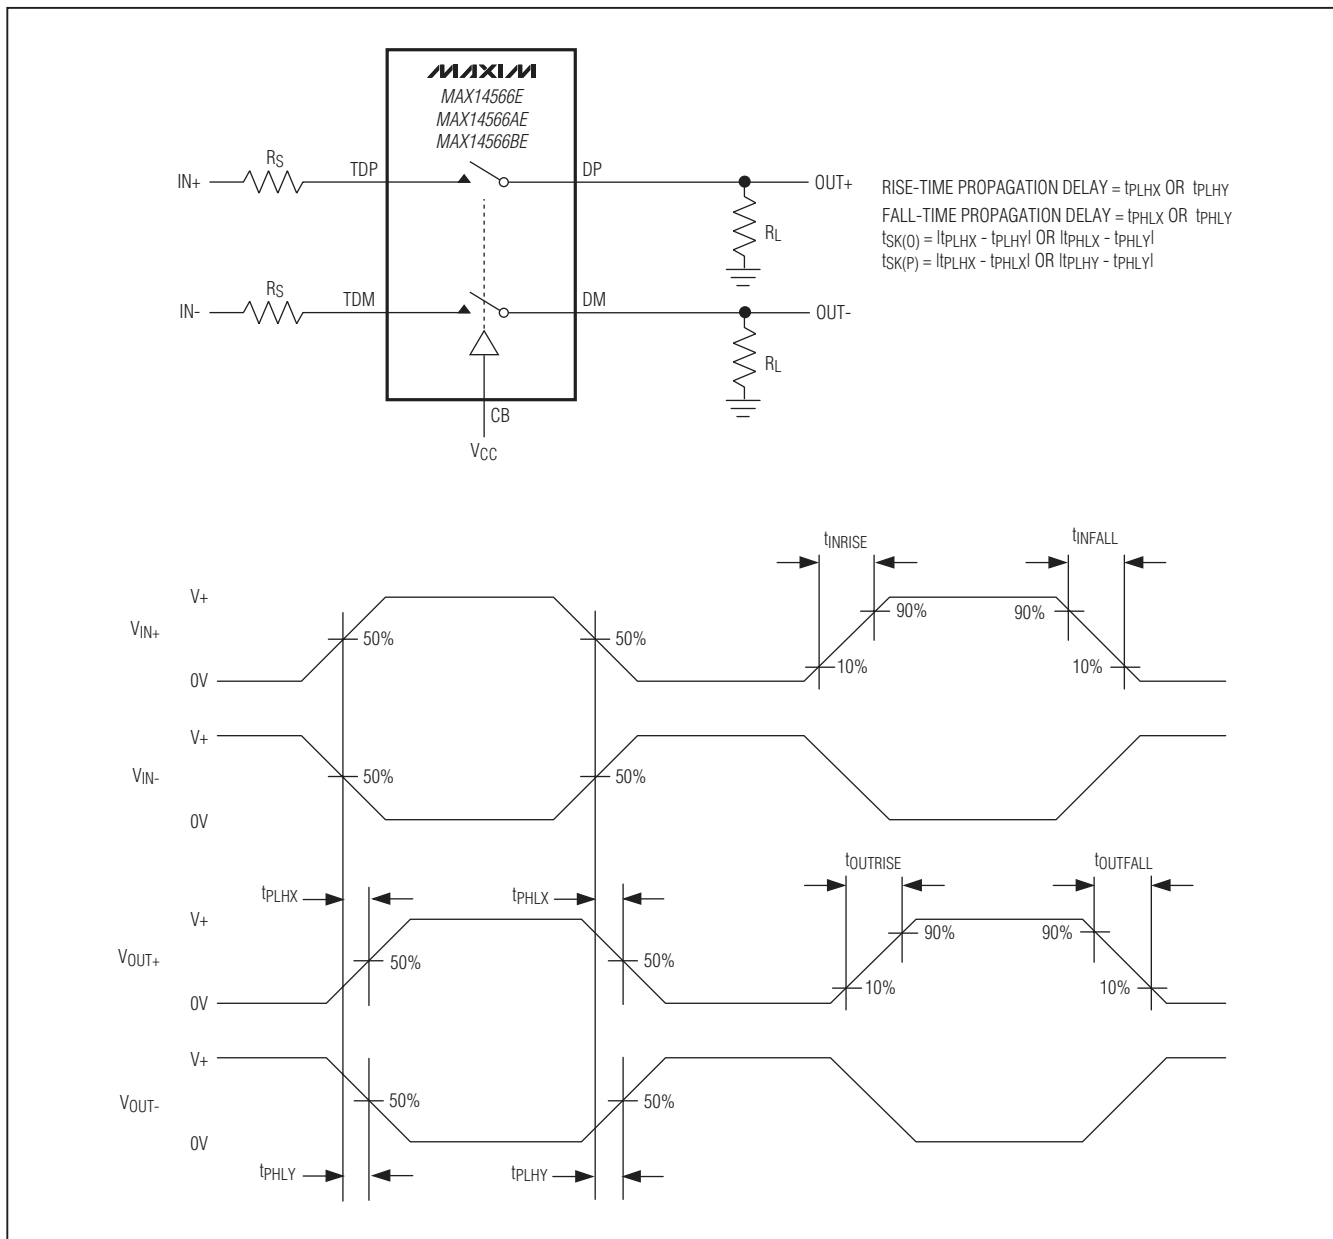 MAXIM
MAX14566E
MAX14566AE
MAX14566BE
IN+
RS
TDP
DP
OUT+
RL
IN-
RS
TDM
DM
OUT-
RL
CB
VCC
RISE-TIME PROPAGATION DELAY = tPLHX OR tPLHY
FALL-TIME PROPAGATION DELAY = tPHLX OR tPHLY
tSK(O) = |tPLHX - tPLHY| OR |tPHLX - tPHLY|
tSK(P) = |tPLHX - tPHLX| OR |tPLHY - tPHLY|
tINRISE
tINFALL
V+
VIN+
0V
50%
50%
90%
90%
10%
10%
V+
VIN-
0V
50%
50%
tPLHX
tPHLX
tOUTRISE
tOUTFALL
V+
VOUT+
0V
50%
50%
90%
90%
10%
10%
V+
VOUT-
0V
50%
50%
tPHLY
tPLHY